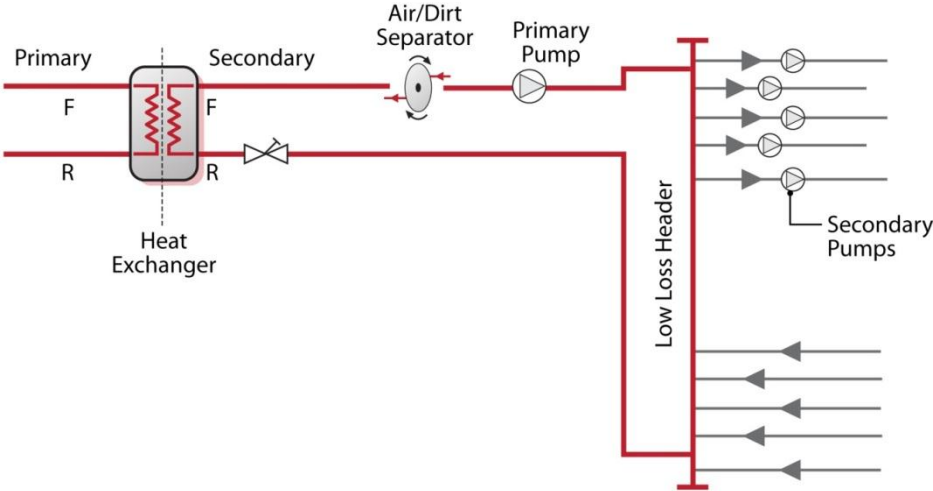 Air/Dirt
Separator
Primary
Pump
Primary
Secondary
F
F
R
R
Heat
Exchanger
Low Loss Header
Secondary
Pumps